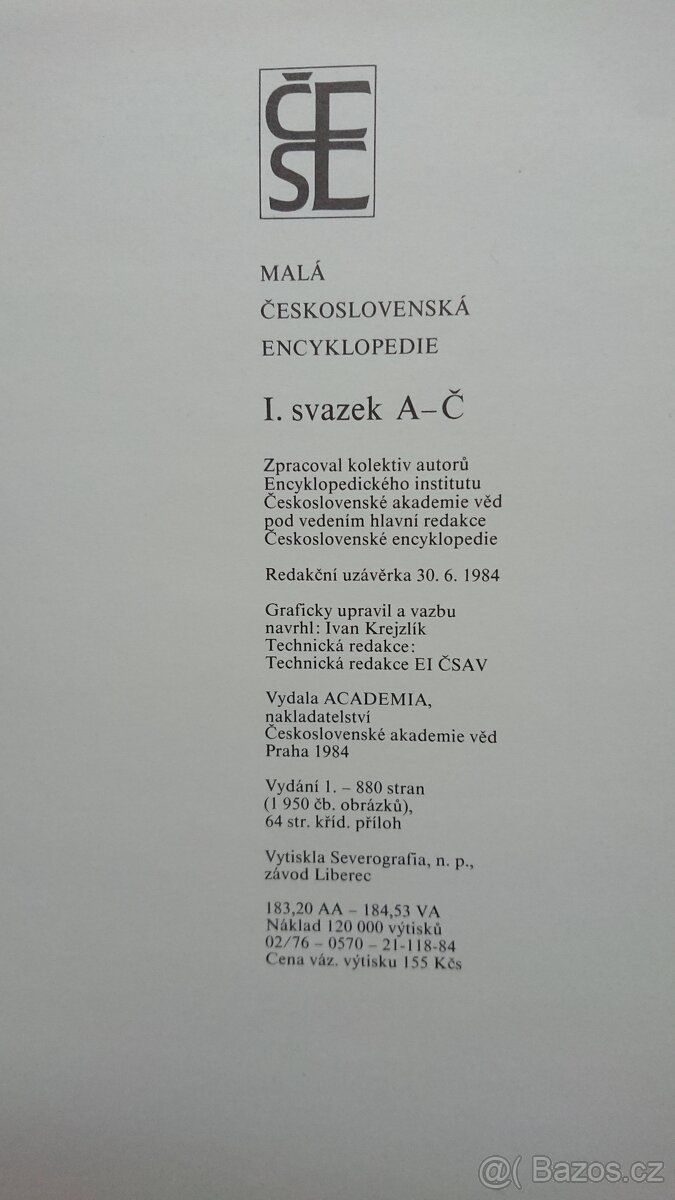 ČE
SL
MALÁ
ČESKOSLOVENSKÁ
ENCYKLOPEDIE
I. svazek A–Č
Zpracoval kolektiv autorů
Encyklopedického institutu
Československé akademie věd
pod vedením hlavní redakce
Československé encyklopedie
Redakční uzávěrka 30. 6. 1984
Graficky upravil a vazbu
navrhl: Ivan Krejzlík
Technická redakce:
Technická redakce EI ČSAV
Vydala ACADEMIA,
nakladatelství
Československé akademie věd
Praha 1984
Vydání 1. – 880 stran
(1 950 čb. obrázků),
64 str. kříd. příloh
Vytiskla Severografia, n. p.,
závod Liberec
183,20 AA – 184,53 VA
Náklad 120 000 výtisků
02/76 – 0570 – 21-118-84
Cena váz. výtisku 155 Kčs
@( Bazos.cz